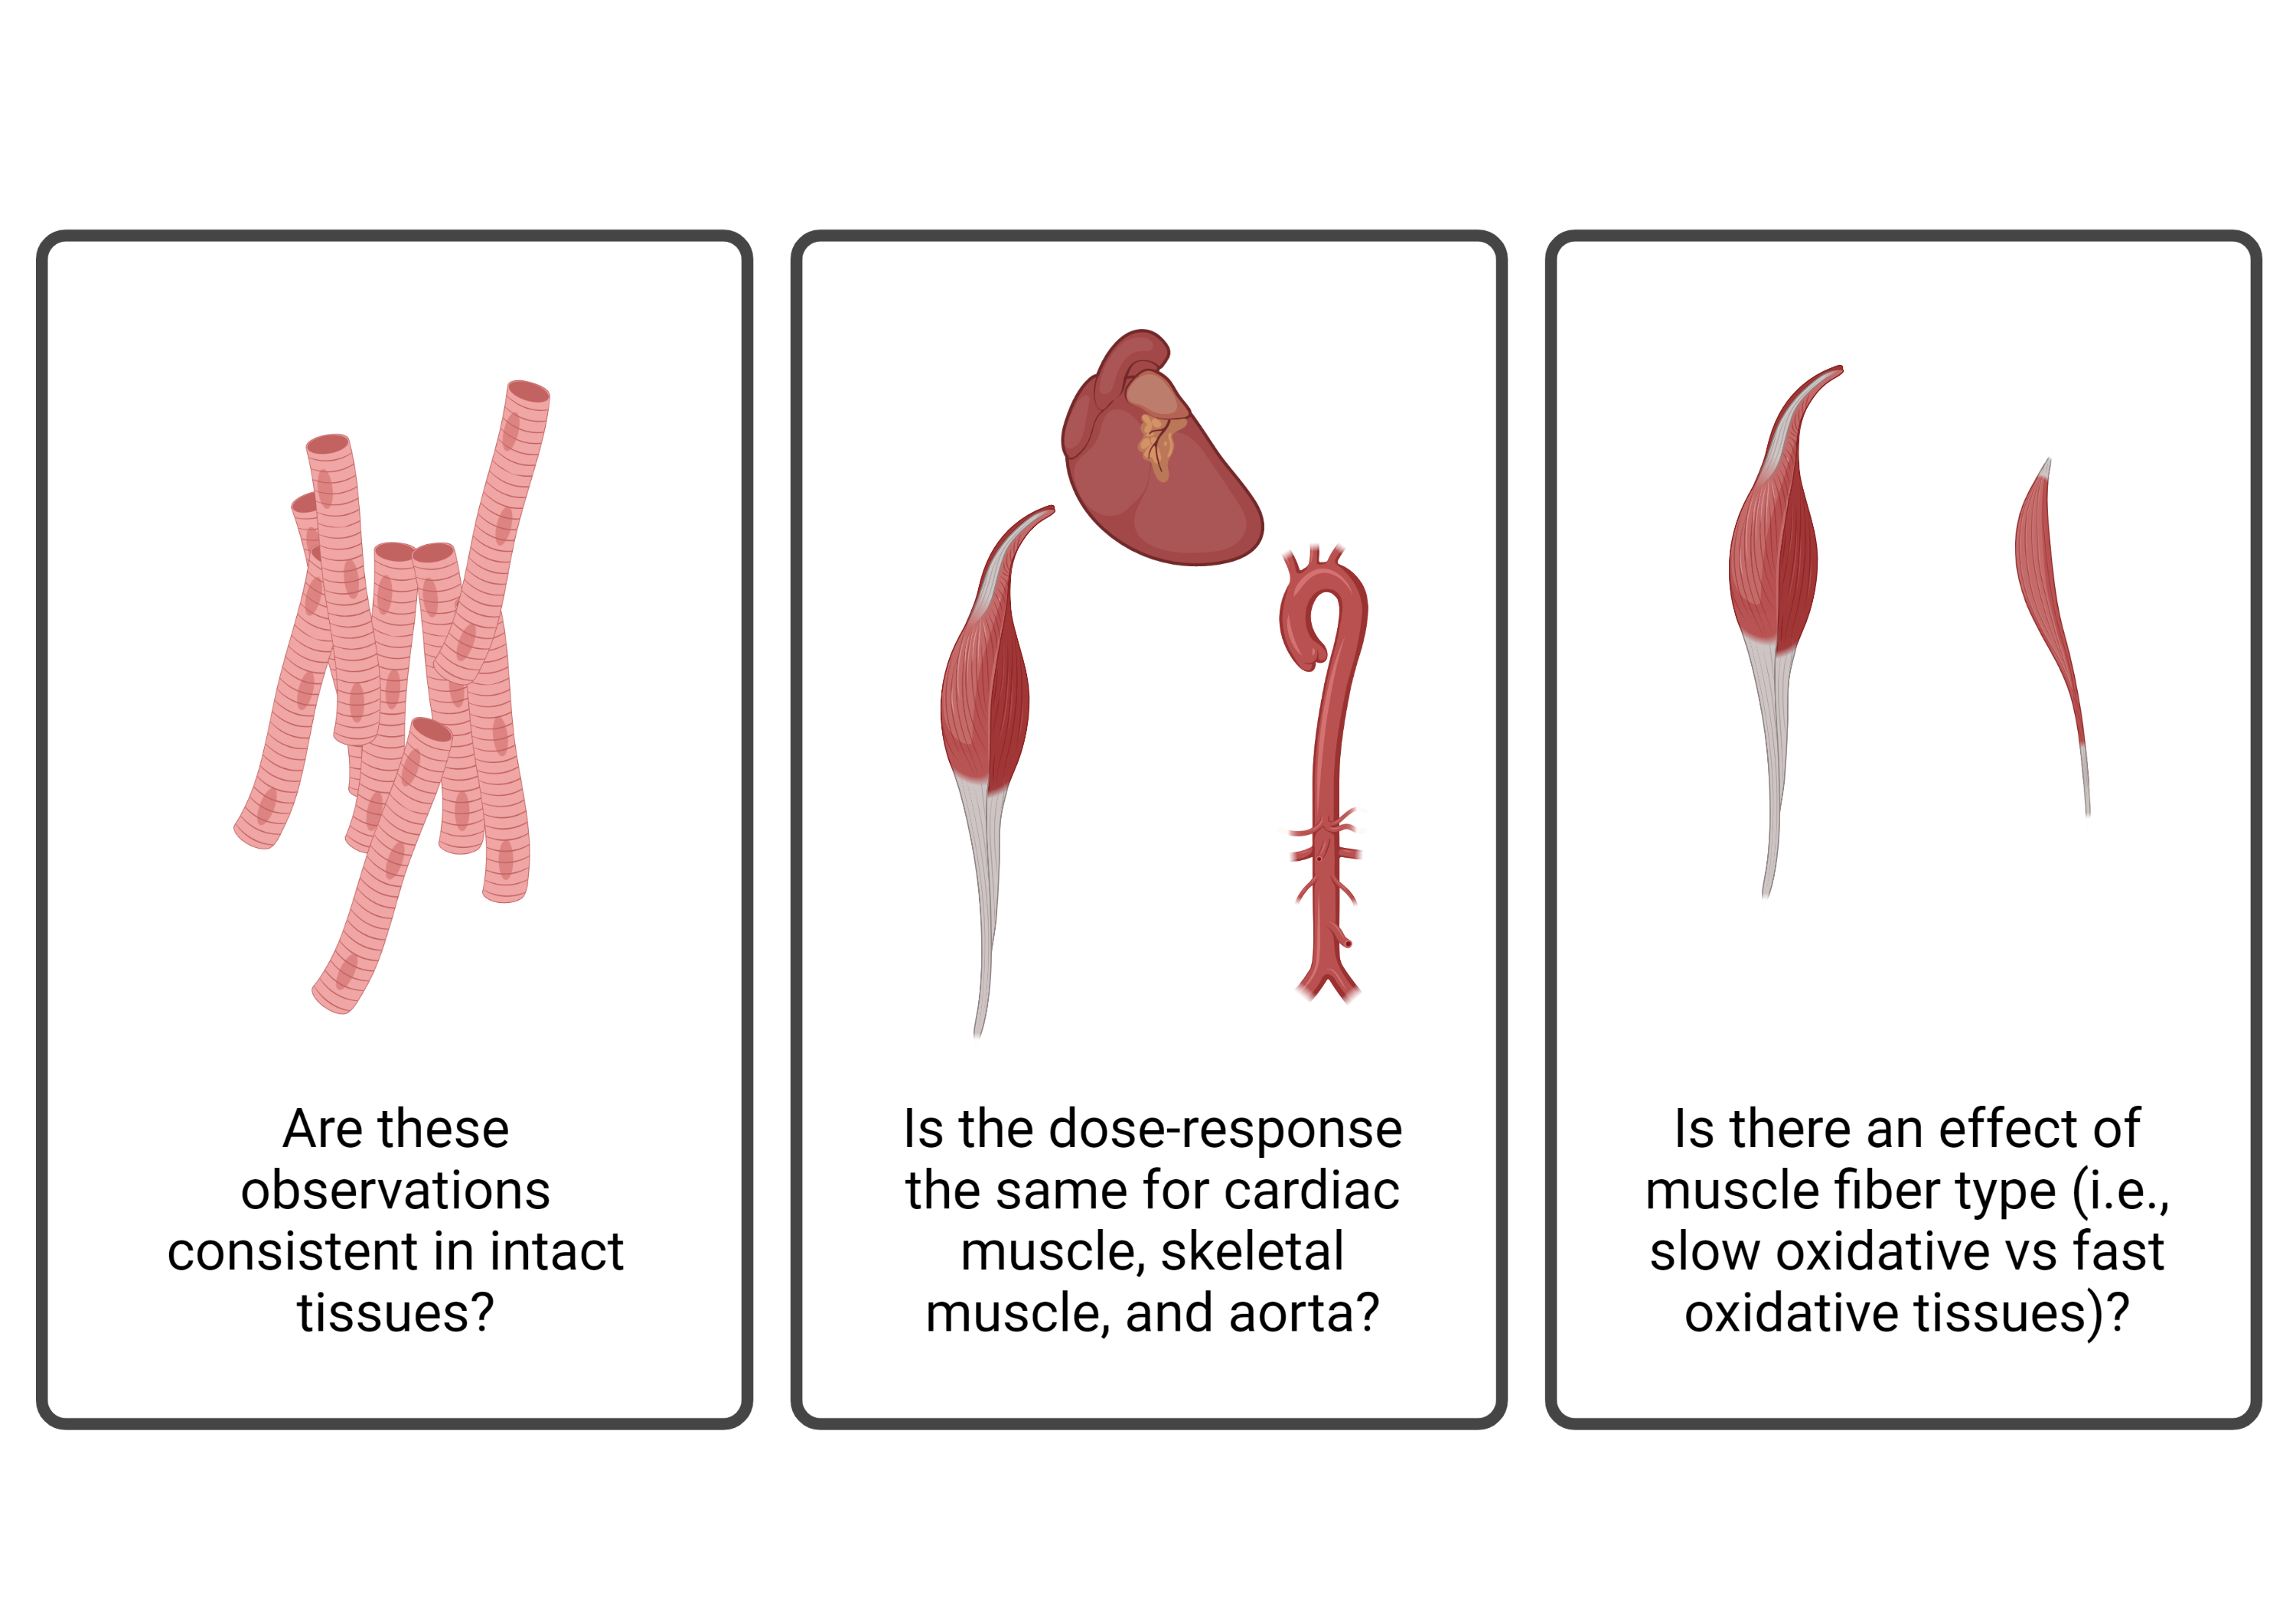 Are these
observations
consistent in intact
tissues?
Is the dose-response
the same for cardiac
muscle, skeletal
muscle, and aorta?
Is there an effect of
muscle fiber type (i.e.,
slow oxidative vs fast
oxidative tissues)?